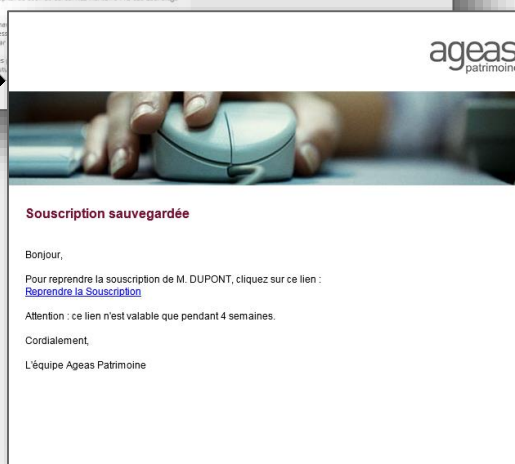 ageas
patrimoine
Souscription sauvegardée
Bonjour,
Pour reprendre la souscription de M. DUPONT, cliquez sur ce lien :
Reprendre la Souscription
Attention : ce lien n'est valable que pendant 4 semaines.
Cordialement,
L'équipe Ageas Patrimoine